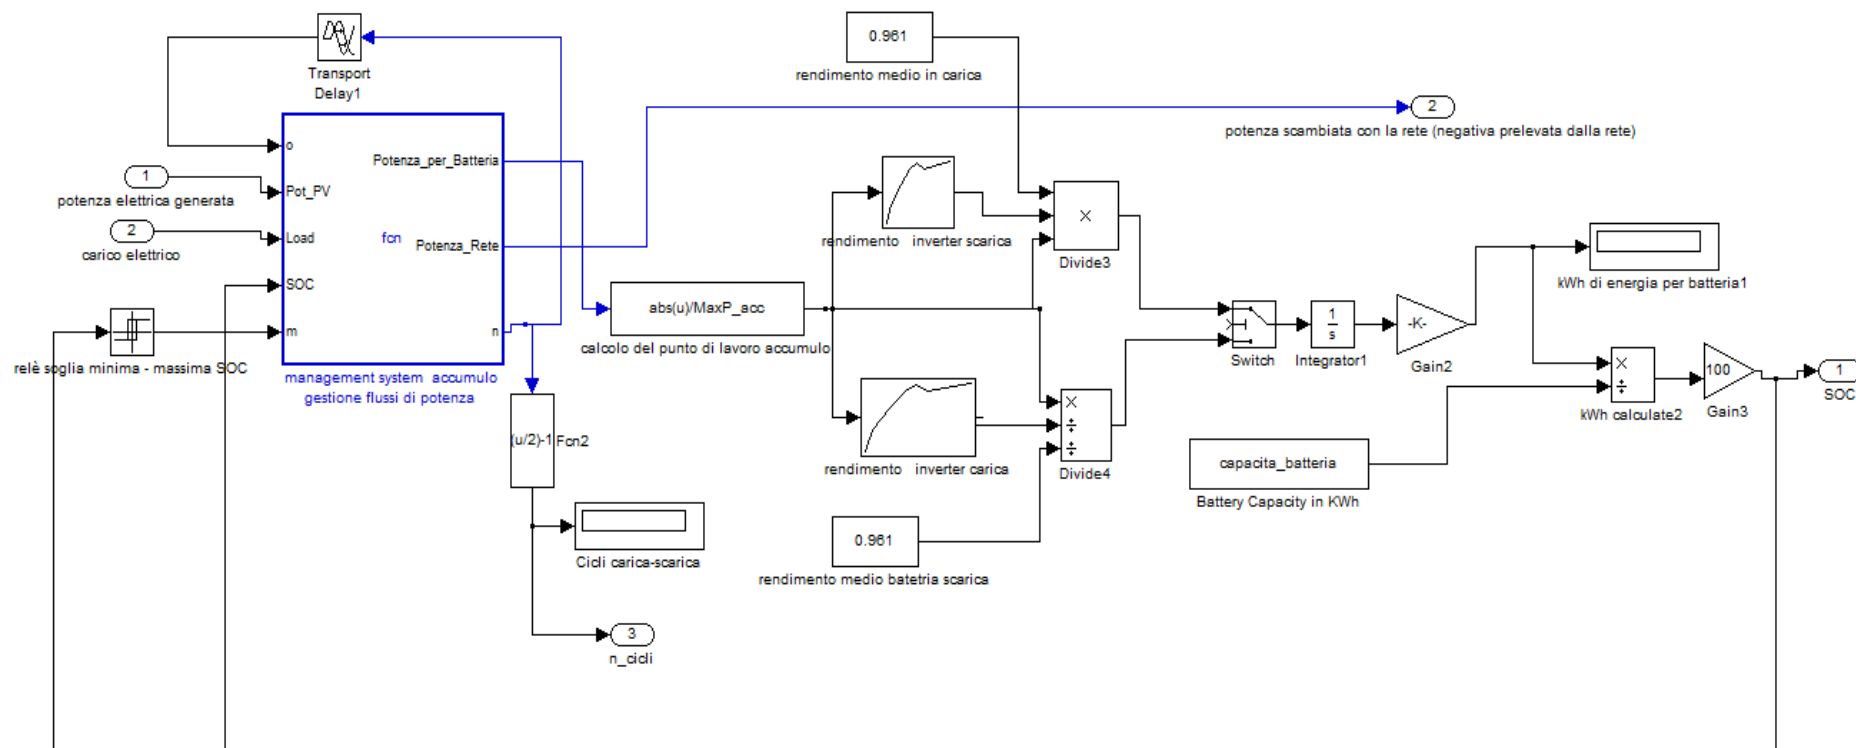 0.961
rendimento medio in carica
Transport
Delay1
2
potenza scambiata con la rete (negativa prelevata dalla rete)
o
Potenza_per_Batteria
1
Pot_PV
potenza elettrica generata
2
Load
fcn
Potenza_Rete
carico elettrico
SOC
m
n
relè soglia minima - massima SOC
management system accumulo
gestione flussi di potenza
rendimento inverter scarica
×
Divide3
abs(u)/MaxP_acc
calcolo del punto di lavoro accumulo
kWh di energia per batteria1
Switch
1
s
Integrator1
-K-
Gain2
×
÷
kWh calculate2
100
Gain3
1
SOC
(u/2)-1
Fcn2
rendimento inverter carica
×
÷
÷
Divide4
capacita_batteria
Battery Capacity in KWh
Cicli carica-scarica
0.961
rendimento medio batetria scarica
3
n_cicli